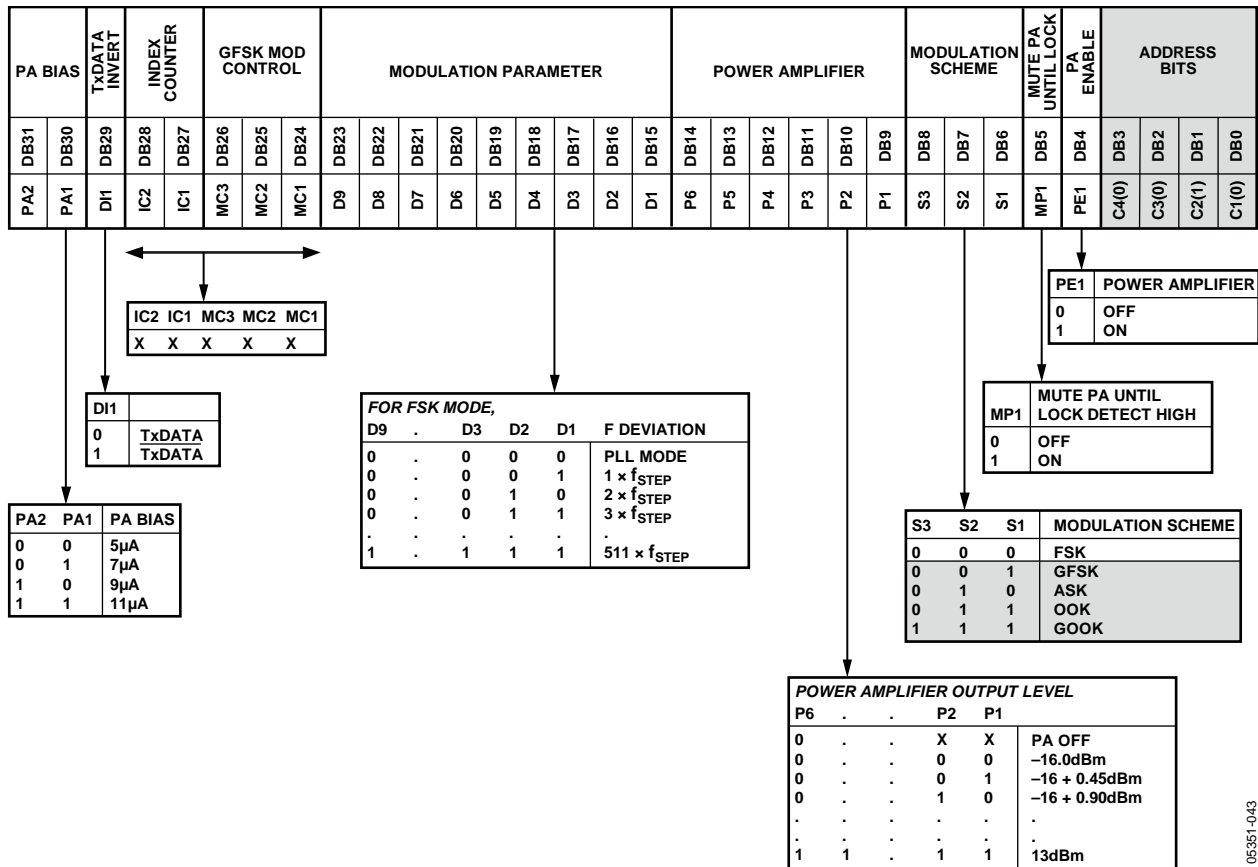 PA BIAS TxDATA INVERT INDEX COUNTER GFSK MOD CONTROL MODULATION PARAMETER POWER AMPLIFIER MODULATION SCHEME MUTE PA UNTIL LOCK PA ENABLE ADDRESS BITS
DB31 DB30 DB29 DB28 DB27 DB26 DB25 DB24 DB23 DB22 DB21 DB20 DB19 DB18 DB17 DB16 DB15 DB14 DB13 DB12 DB11 DB10 DB9 DB8 DB7 DB6 DB5 DB4 DB3 DB2 DB1 DB0
PA2 PA1 DI1 IC2 IC1 MC3 MC2 MC1 D9 D8 D7 D6 D5 D4 D3 D2 D1 P6 P5 P4 P3 P2 P1 S3 S2 S1 MP1 PE1 C4(0) C3(0) C2(1) C1(0)
PE1 POWER AMPLIFIER
0 OFF
1 ON
IC2 IC1 MC3 MC2 MC1
X X X X X
MP1 MUTE PA UNTIL
LOCK DETECT HIGH
0 OFF
1 ON
DI1
0 TxDATA
1 TxDATA
FOR FSK MODE,
D9 . D3 D2 D1 F DEVIATION
0 . 0 0 0 PLL MODE
0 . 0 0 1 1 × fSTEP
0 . 0 1 0 2 × fSTEP
0 . 0 1 1 3 × fSTEP
. . . . . .
1 . 1 1 1 511 × fSTEP
PA2 PA1 PA BIAS
0 0 5µA
0 1 7µA
1 0 9µA
1 1 11µA
S3 S2 S1 MODULATION SCHEME
0 0 0 FSK
0 0 1 GFSK
0 1 0 ASK
0 1 1 OOK
1 1 1 GOOK
POWER AMPLIFIER OUTPUT LEVEL
P6 . . P2 P1
0 . . X X PA OFF
0 . . 0 0 –16.0dBm
0 . . 0 1 –16 + 0.45dBm
0 . . 1 0 –16 + 0.90dBm
. . . . . .
. . . . . .
1 1 . 1 1 13dBm
05351-043